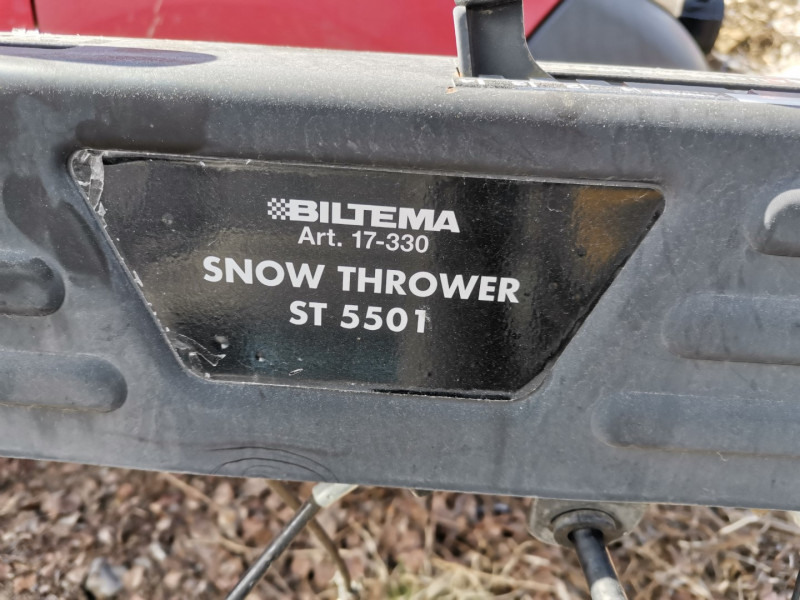 BILTEMA
Art. 17-330
SNOW THROWER
ST 5501